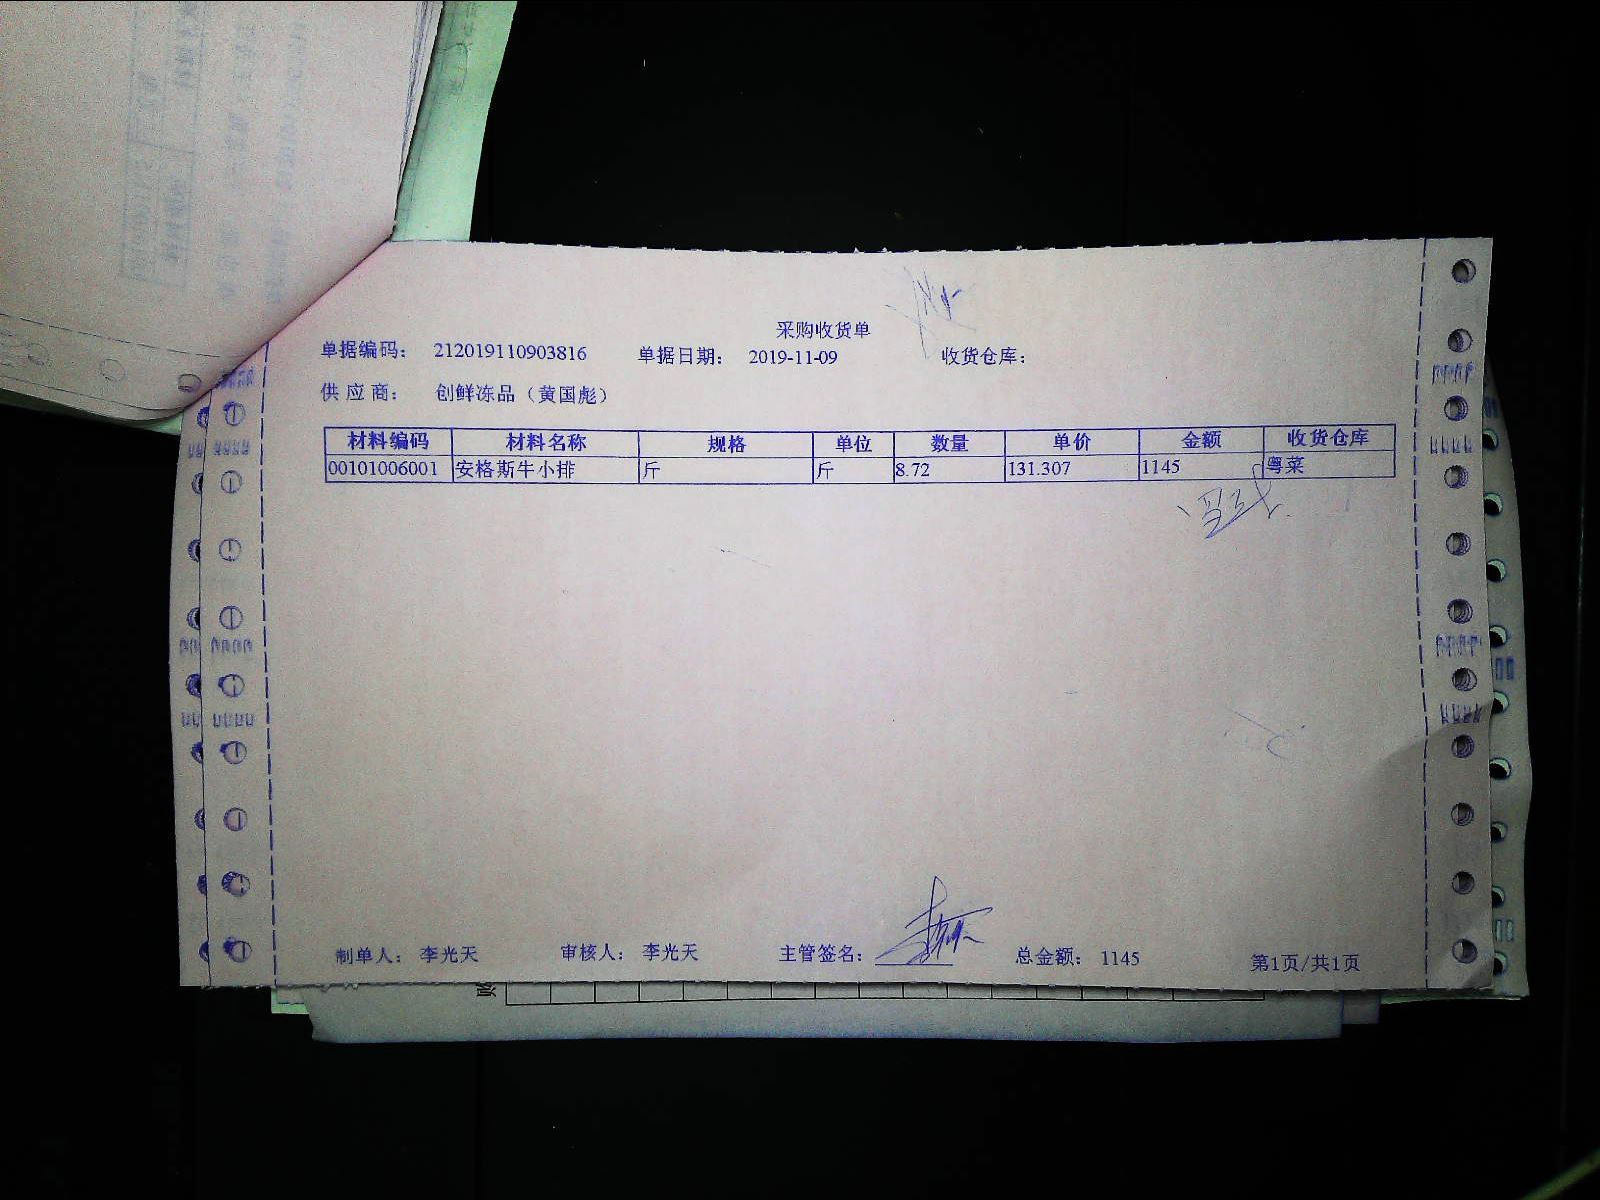 采购收货单
单据编码： 212019110903816 单据日期： 2019-11-09 收货仓库：
供应商： 创鲜冻品（黄国彪）
材料编码 材料名称 规格 单位 数量 单价 金额 收货仓库
00101006001 安格斯牛小排 斤 斤 8.72 131.307 1145 粤菜
制单人： 李光天 审核人： 李光天 主管签名： 总金额： 1145 第1页/共1页